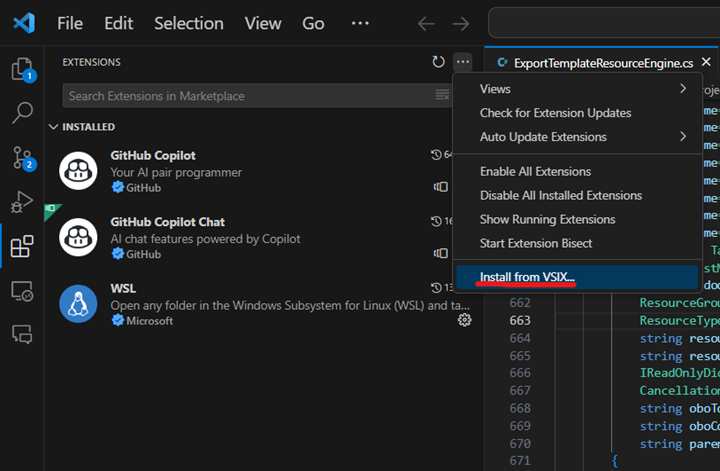 File Edit Selection View Go ...
EXTENSIONS
ExportTemplateResourceEngine.cs
Search Extensions in Marketplace
INSTALLED
GitHub Copilot
Your AI pair programmer
GitHub
GitHub Copilot Chat
AI chat features powered by Copilot
GitHub
WSL
Open any folder in the Windows Subsystem for Linux (WSL) and ta...
Microsoft
1
2
Views
Check for Extension Updates
Auto Update Extensions
Enable All Extensions
Disable All Installed Extensions
Show Running Extensions
Start Extension Bisect
Install from VSIX...
662 ResourceGrou
663 ResourceType
664 string resou
665 string resou
666 IReadOnlyDic
667 Cancellation
668 string oboTo
669 string oboCo
670 string paren
671 {